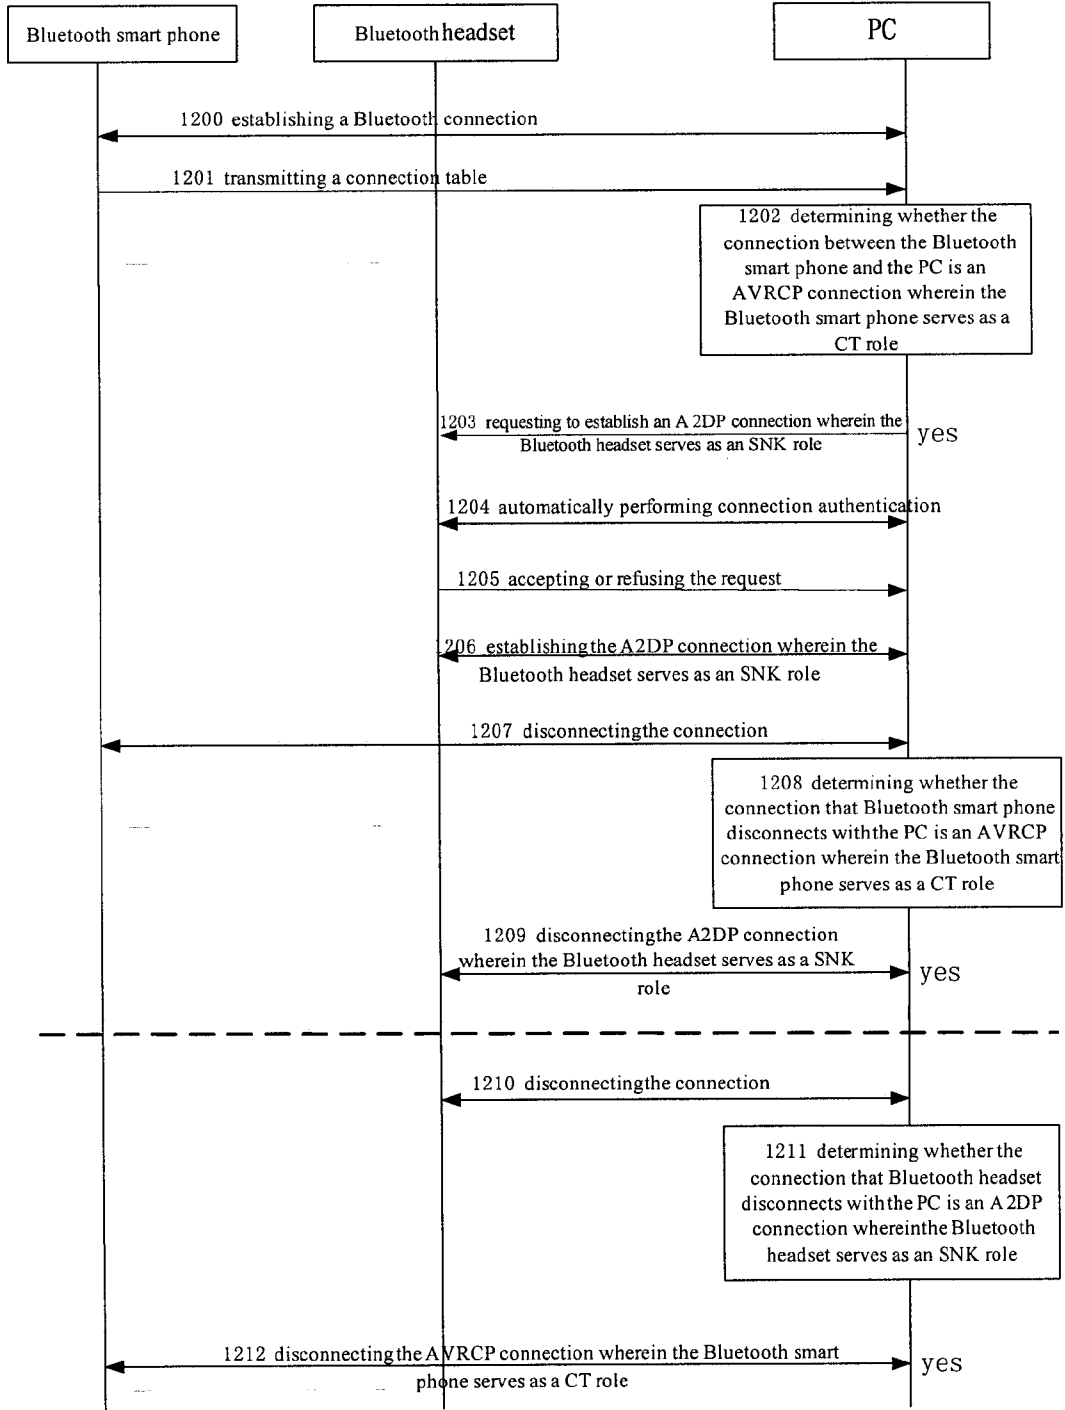 Bluetooth smart phone
Bluetooth headset
PC
1200 establishing a Bluetooth connection
1201 transmitting a connection table
1202 determining whether the
connection between the Bluetooth
smart phone and the PC is an
AVRCP connection wherein the
Bluetooth smart phone serves as a
CT role
1203 requesting to establish an A2DP connection wherein the
Bluetooth headset serves as an SNK role
yes
1204 automatically performing connection authentication
1205 accepting or refusing the request
1206 establishing the A2DP connection wherein the
Bluetooth headset serves as an SNK role
1207 disconnecting the connection
1208 determining whether the
connection that Bluetooth smart phone
disconnects with the PC is an AVRCP
connection wherein the Bluetooth smart
phone serves as a CT role
1209 disconnecting the A2DP connection
wherein the Bluetooth headset serves as a SNK
role
yes
1210 disconnecting the connection
1211 determining whether the
connection that Bluetooth headset
disconnects with the PC is an A2DP
connection wherein the Bluetooth
headset serves as an SNK role
1212 disconnecting the AVRCP connection wherein the Bluetooth smart
phone serves as a CT role
yes